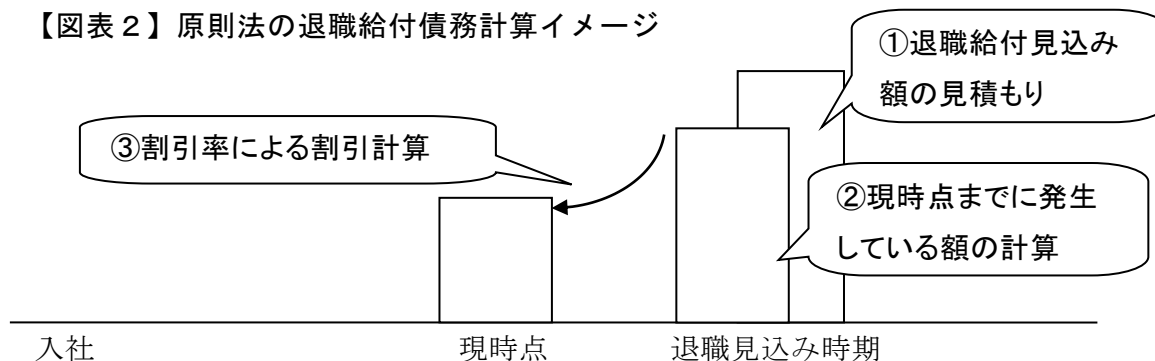 【図表２】原則法の退職給付債務計算イメージ
①退職給付見込み
額の見積もり
③割引率による割引計算
②現時点までに発生
している額の計算
入社
現時点
退職見込み時期